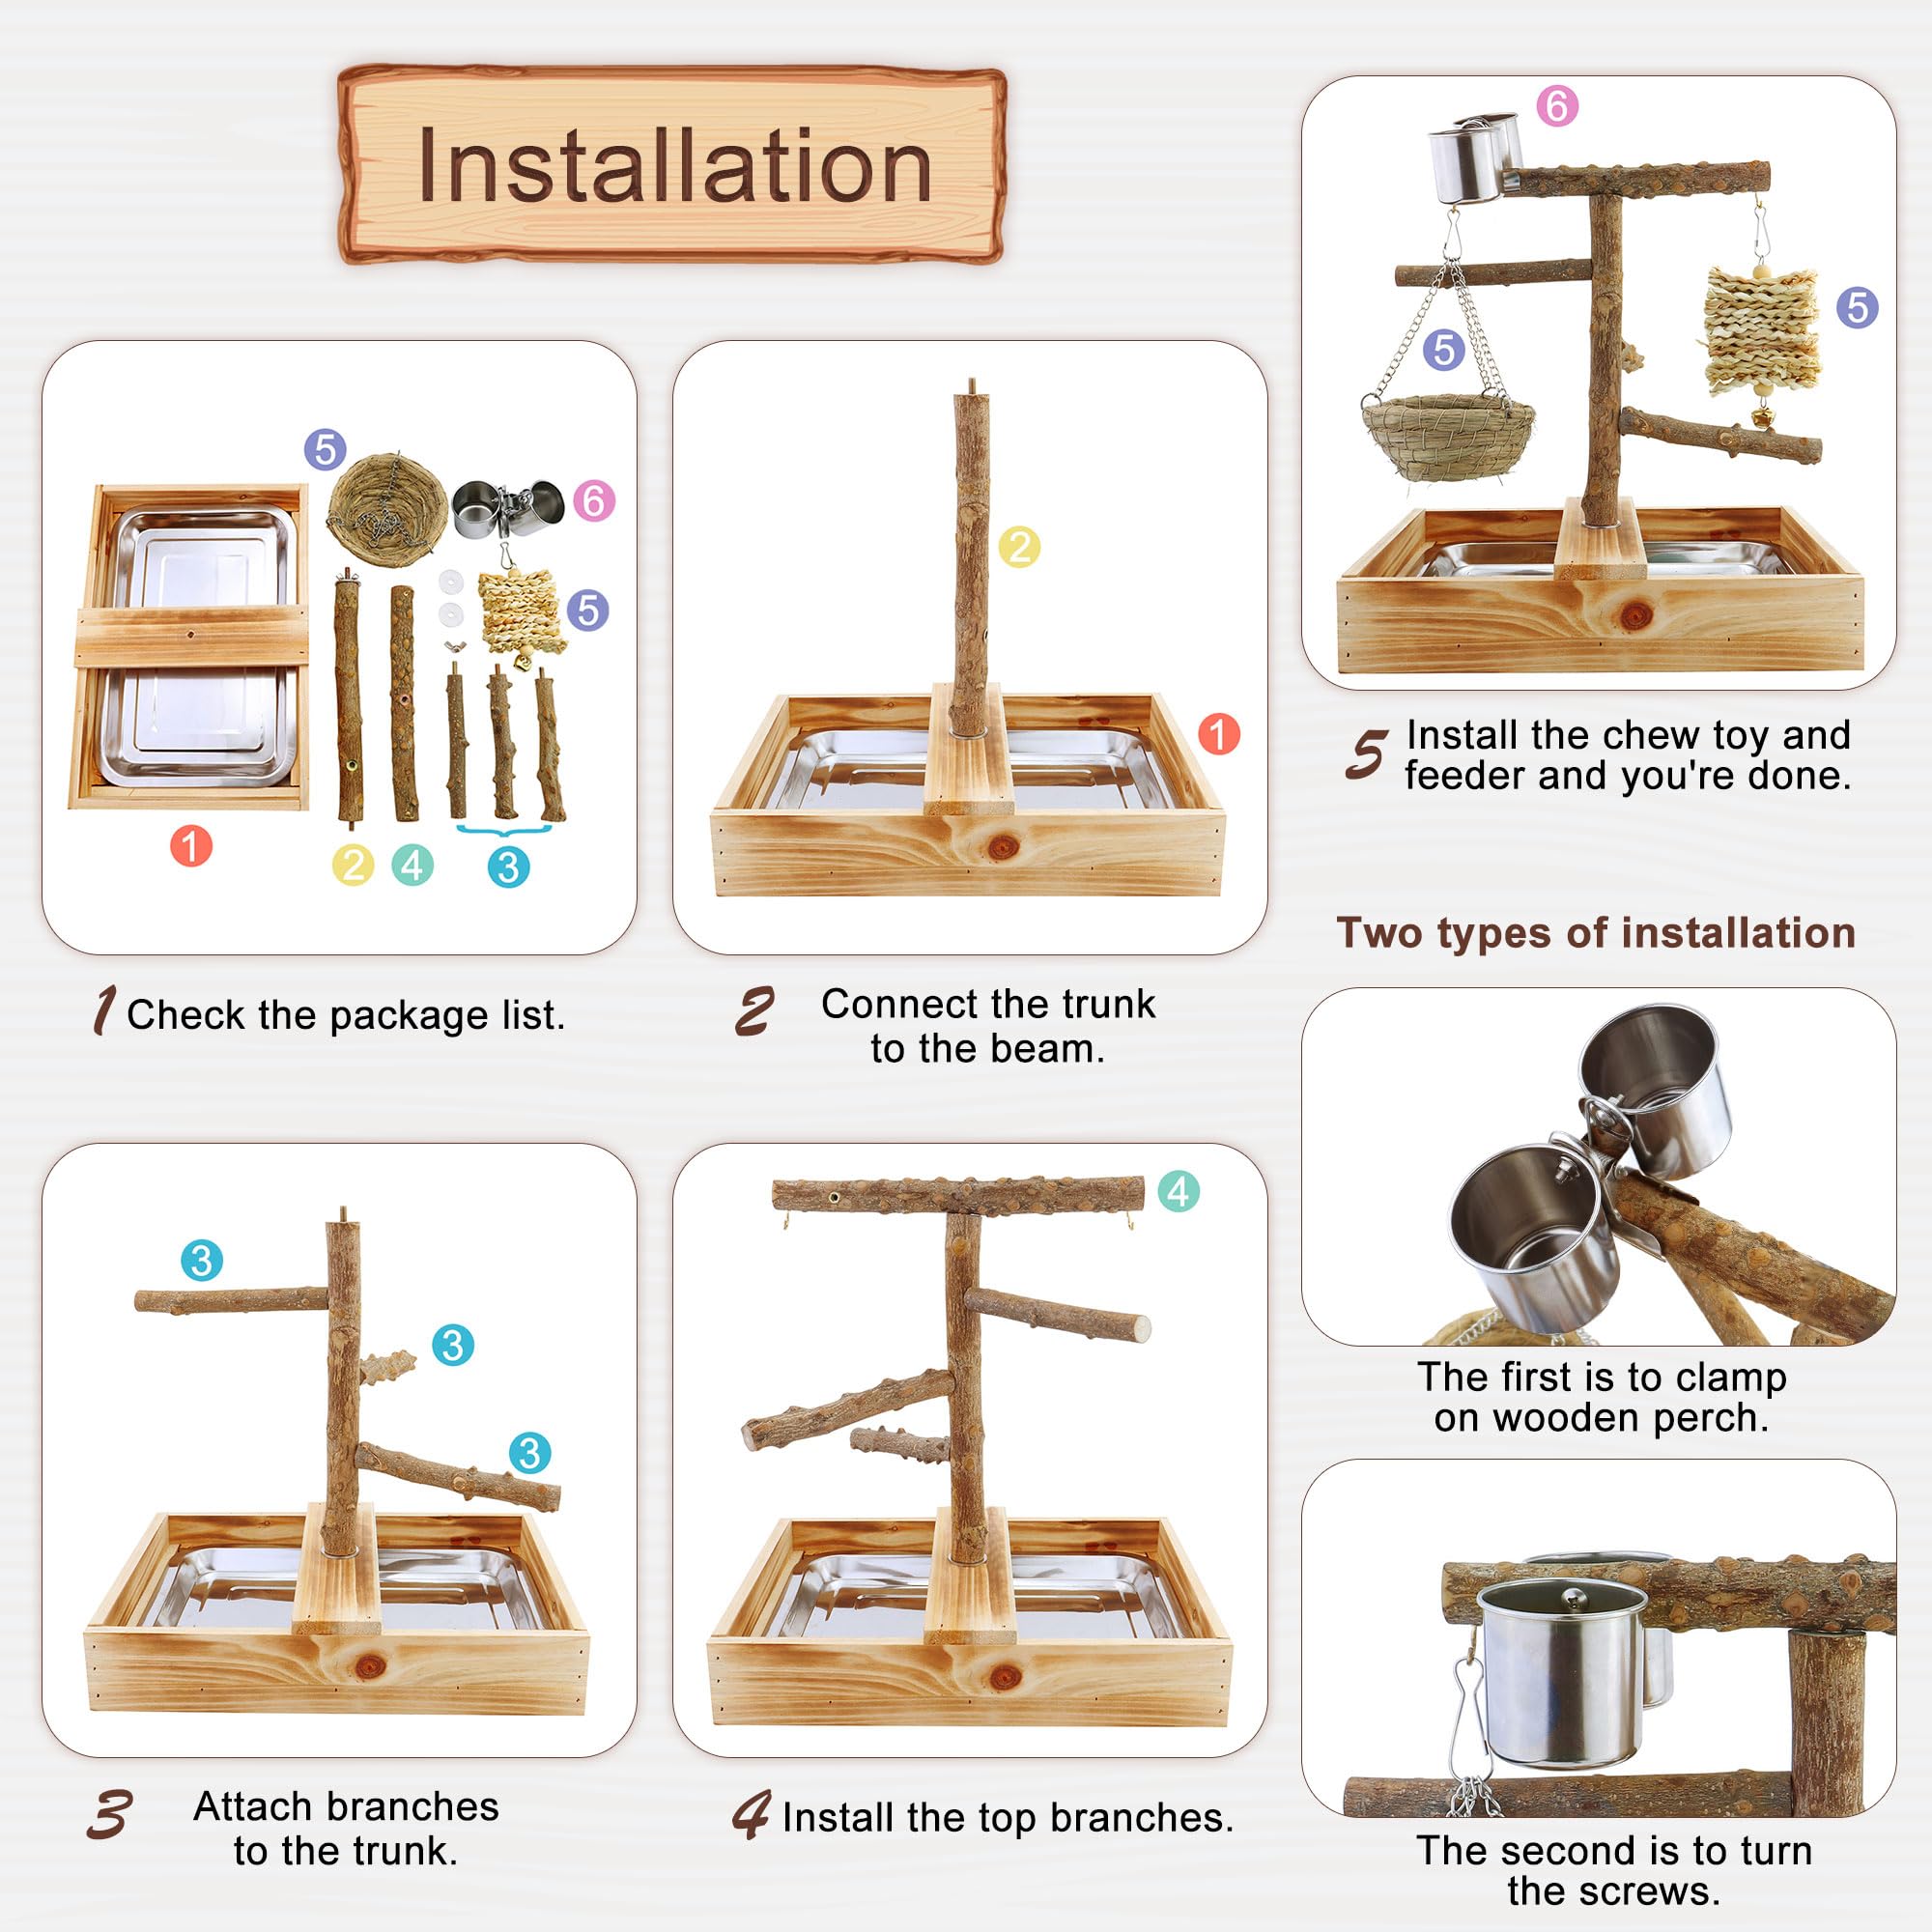 Installation
5
6
5
1
2
4
3
1 Check the package list.
2
1
2 Connect the trunk
to the beam.
3
3
3
3 Attach branches
to the trunk.
4
4 Install the top branches.
6
5
5
5 Install the chew toy and
feeder and you're done.
Two types of installation
The first is to clamp
on wooden perch.
The second is to turn
the screws.